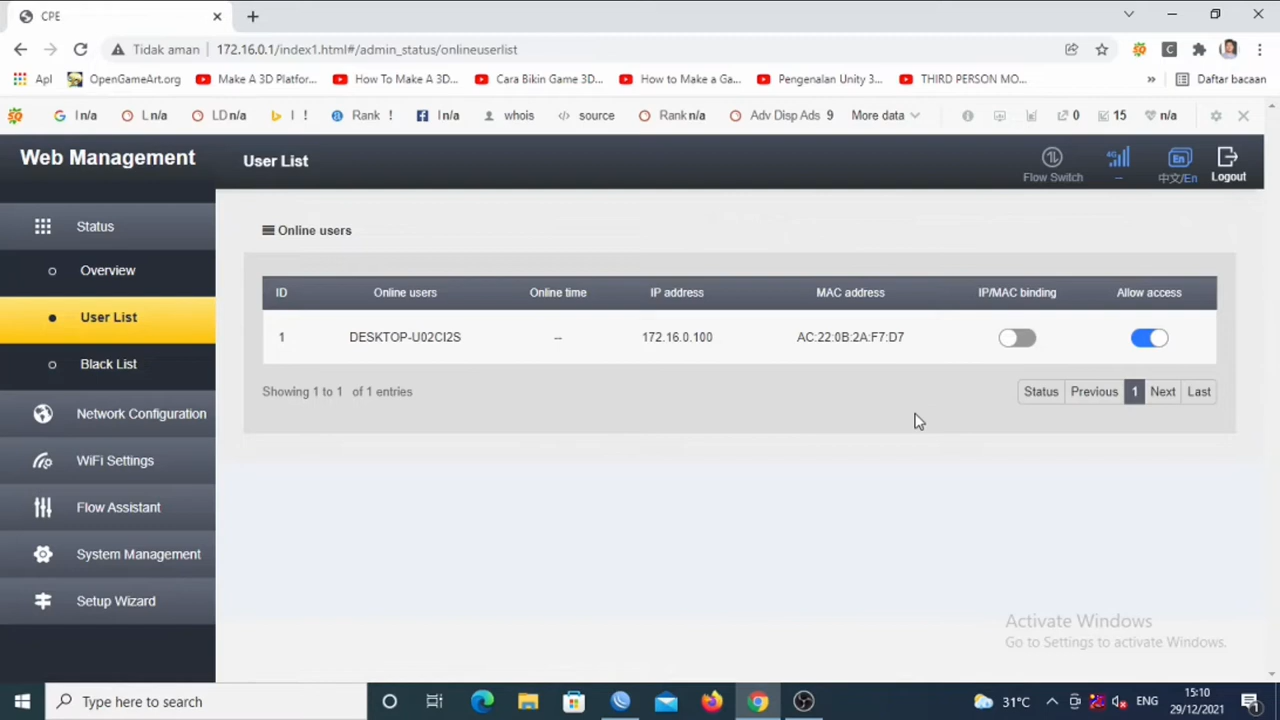 CPE
Tidak aman 172.16.0.1/index1.html#/admin_status/onlineuserlist
Apl OpenGameArt.org Make A 3D Platfor... How To Make A 3D... Cara Bikin Game 3D... How to Make a Ga... Pengenalan Unity 3... THIRD PERSON MO... » Daftar bacaan
I n/a L n/a LD n/a I ! Rank ! I n/a whois source Rank n/a Adv Disp Ads 9 More data 0 15 n/a
Web Management
User List
4G
--
Flow Switch
En
中文/En
Logout
Status
Overview
User List
Black List
Network Configuration
WiFi Settings
Flow Assistant
System Management
Setup Wizard
Online users
ID Online users Online time IP address MAC address IP/MAC binding Allow access
1 DESKTOP-U02CI2S -- 172.16.0.100 AC:22:0B:2A:F7:D7
Showing 1 to 1 of 1 entries
Status Previous 1 Next Last
Activate Windows
Go to Settings to activate Windows.
Type here to search
31°C
ENG
15:10
29/12/2021
1